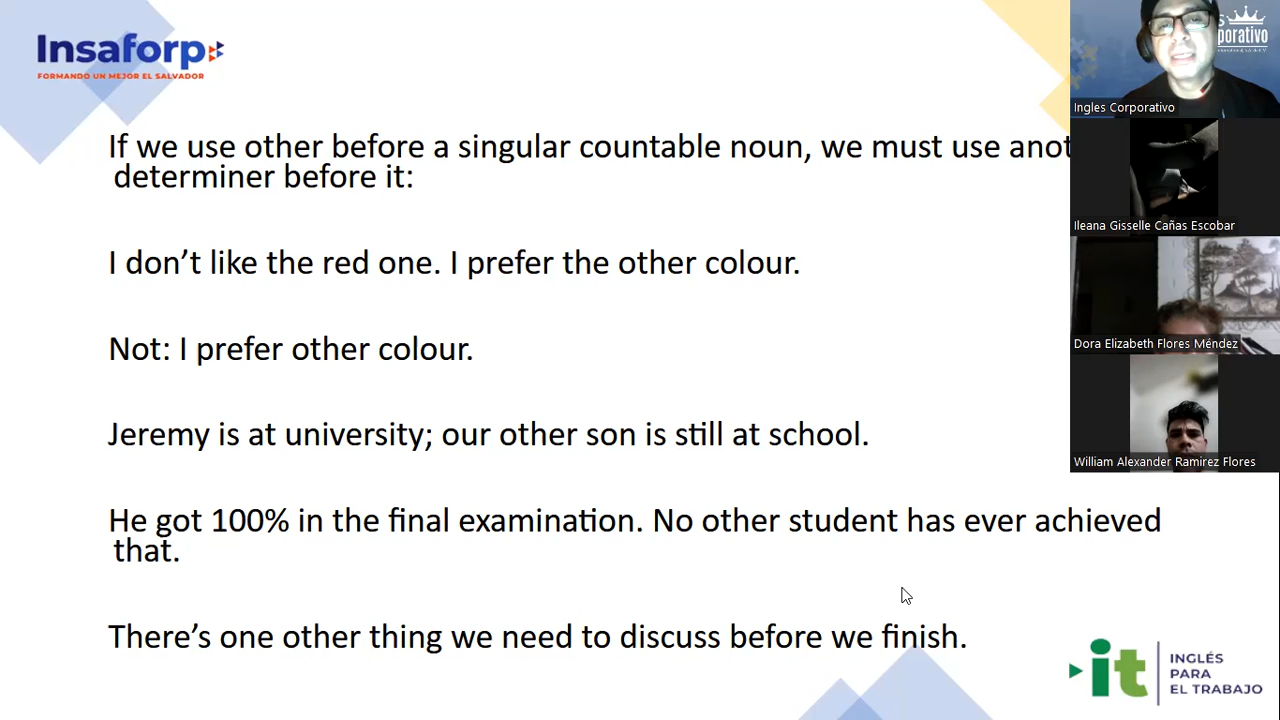 Insaforp
FORMANDO UN MEJOR EL SALVADOR
If we use other before a singular countable noun, we must use
determiner before it:
I don’t like the red one. I prefer the other colour.
Not: I prefer other colour.
Jeremy is at university; our other son is still at school.
He got 100% in the final examination. No other student has ever achieved
that.
There’s one other thing we need to discuss before we finish.
it
INGLÉS
PARA
EL TRABAJO
porativo
Ingles Corporativo
Ileana Gisselle Cañas Escobar
Dora Elizabeth Flores Méndez
William Alexander Ramirez Flores